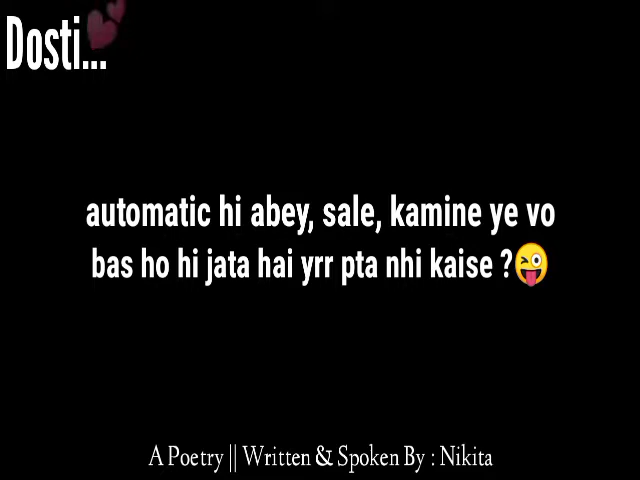 Dosti...
automatic hi abey, sale, kamine ye vo
bas ho hi jata hai yrr pta nhi kaise ?😜
A Poetry || Written & Spoken By : Nikita